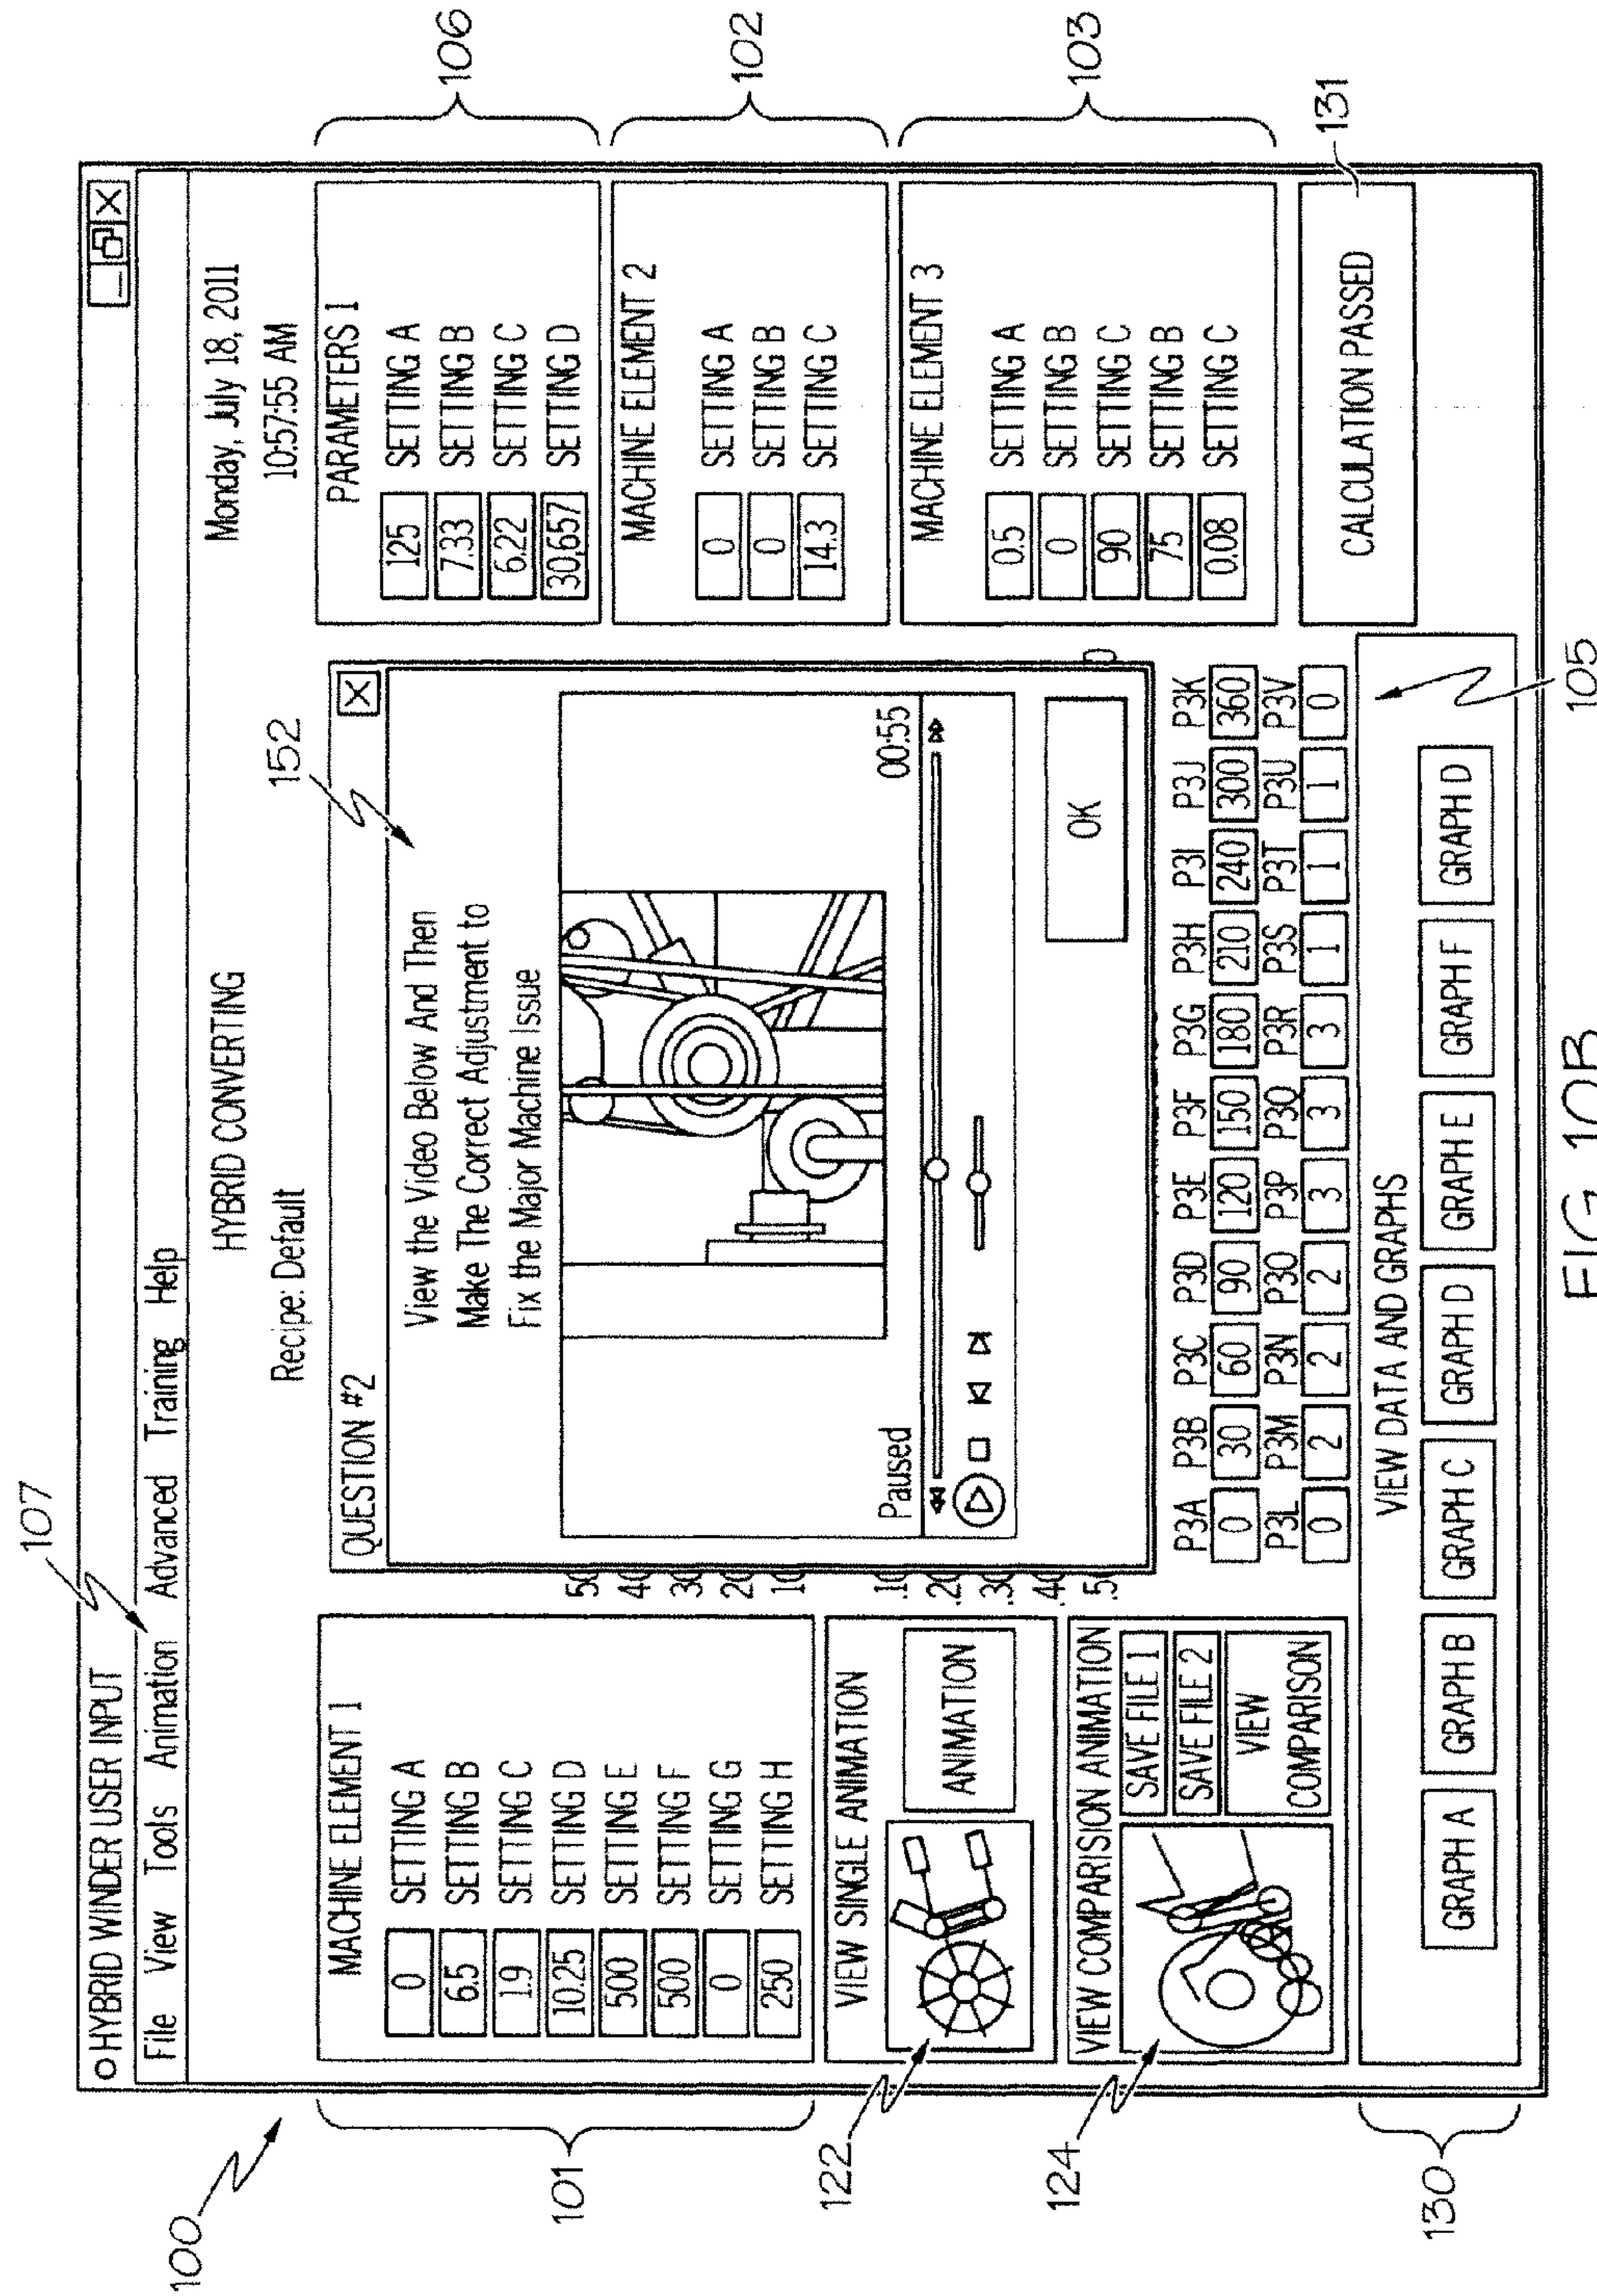 107
100
○ HYBRID WINDER USER INPUT
File View Tools Animation Advanced Training Help
HYBRID CONVERTING
Monday, July 18, 2011
10:57:55 AM
Recipe: Default
101
MACHINE ELEMENT 1
0 SETTING A
6.5 SETTING B
1.9 SETTING C
10.25 SETTING D
500 SETTING E
500 SETTING F
0 SETTING G
250 SETTING H
122
VIEW SINGLE ANIMATION
ANIMATION
124
VIEW COMPARISION ANIMATION
SAVE FILE 1
SAVE FILE 2
VIEW
COMPARISON
152
QUESTION #2
View the Video Below And Then
Make The Correct Adjustment to
Fix the Major Machine Issue
Paused 00:55
OK
.10
.20
.30
P3A P3B P3C P3D P3E P3F P3G P3H P3I P3J P3K
0 30 60 90 120 150 180 210 240 300 360
P3L P3M P3N P3O P3P P3Q P3R P3S P3T P3U P3V
0 2 2 2 3 3 3 1 1 1 0
106
PARAMETERS 1
125 SETTING A
7.33 SETTING B
6.22 SETTING C
30,657 SETTING D
102
MACHINE ELEMENT 2
0 SETTING A
0 SETTING B
14.3 SETTING C
103
MACHINE ELEMENT 3
0.5 SETTING A
0 SETTING B
90 SETTING C
75 SETTING B
0.08 SETTING C
131
CALCULATION PASSED
130
VIEW DATA AND GRAPHS
GRAPH A GRAPH B GRAPH C GRAPH D GRAPH E GRAPH F GRAPH D
105
FIG 10B